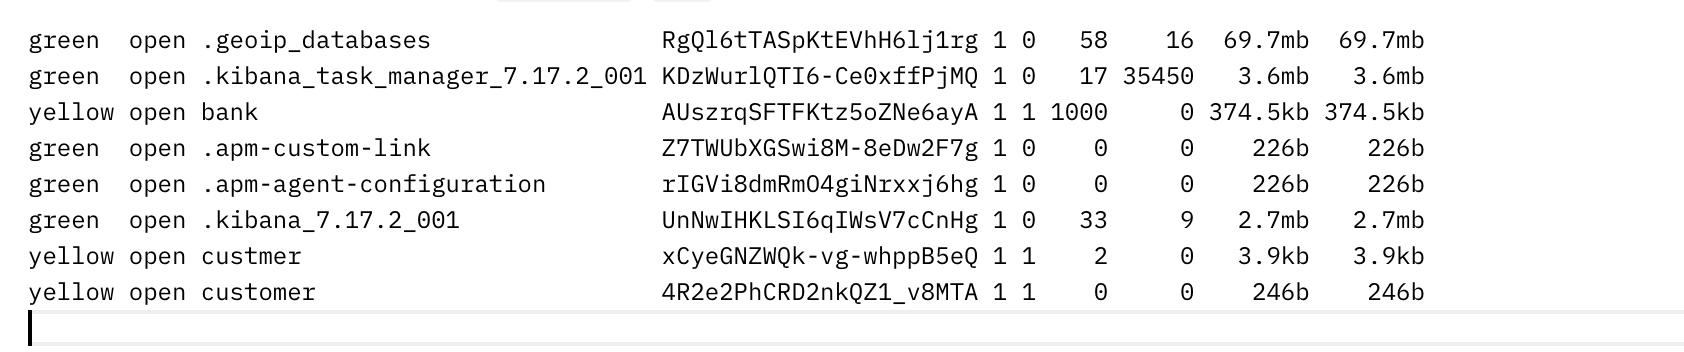 green  open .geoip_databases                RgQl6tTASpKtEVhH6lj1rg 1 0   58    16  69.7mb  69.7mb
green  open .kibana_task_manager_7.17.2_001 KDzWurlQTI6-Ce0xffPjMQ 1 0   17 35450   3.6mb   3.6mb
yellow open bank                            AUszrqSFTFKtz5oZNe6ayA 1 1 1000     0 374.5kb 374.5kb
green  open .apm-custom-link                Z7TWUbXGSwi8M-8eDw2F7g 1 0    0     0    226b    226b
green  open .apm-agent-configuration        rIGVi8dmRmO4giNrxxj6hg 1 0    0     0    226b    226b
green  open .kibana_7.17.2_001              UnNwIHKLSI6qIWsV7cCnHg 1 0   33     9   2.7mb   2.7mb
yellow open custmer                         xCyeGNZWQk-vg-whppB5eQ 1 1    2     0   3.9kb   3.9kb
yellow open customer                        4R2e2PhCRD2nkQZ1_v8MTA 1 1    0     0    246b    246b